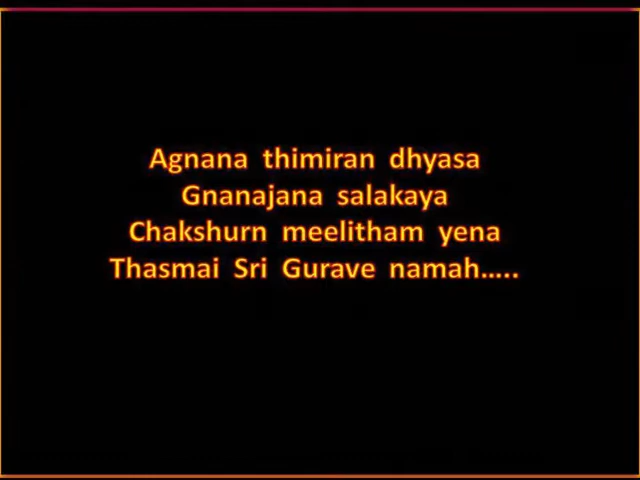 Agnana thimiran dhyasa
Gnanajana salakaya
Chakshurn meelitham yena
Thasmai Sri Gurave namah.....